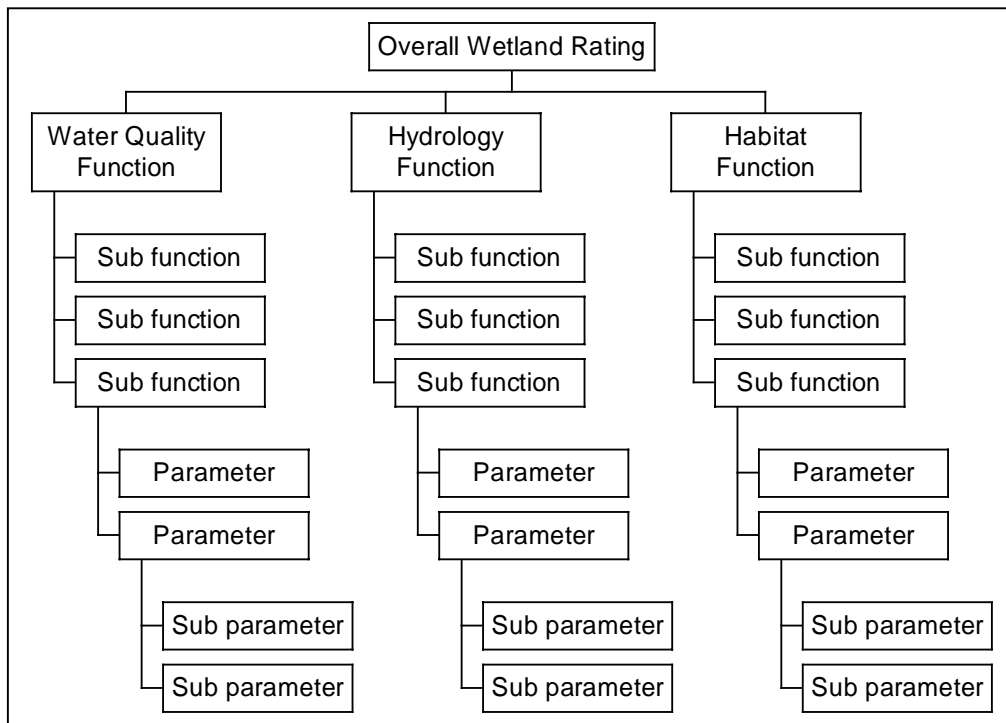 Overall Wetland Rating
Water Quality
Function
Sub function
Sub function
Sub function
Parameter
Parameter
Sub parameter
Sub parameter
Hydrology
Function
Sub function
Sub function
Sub function
Parameter
Parameter
Sub parameter
Sub parameter
Habitat
Function
Sub function
Sub function
Sub function
Parameter
Parameter
Sub parameter
Sub parameter